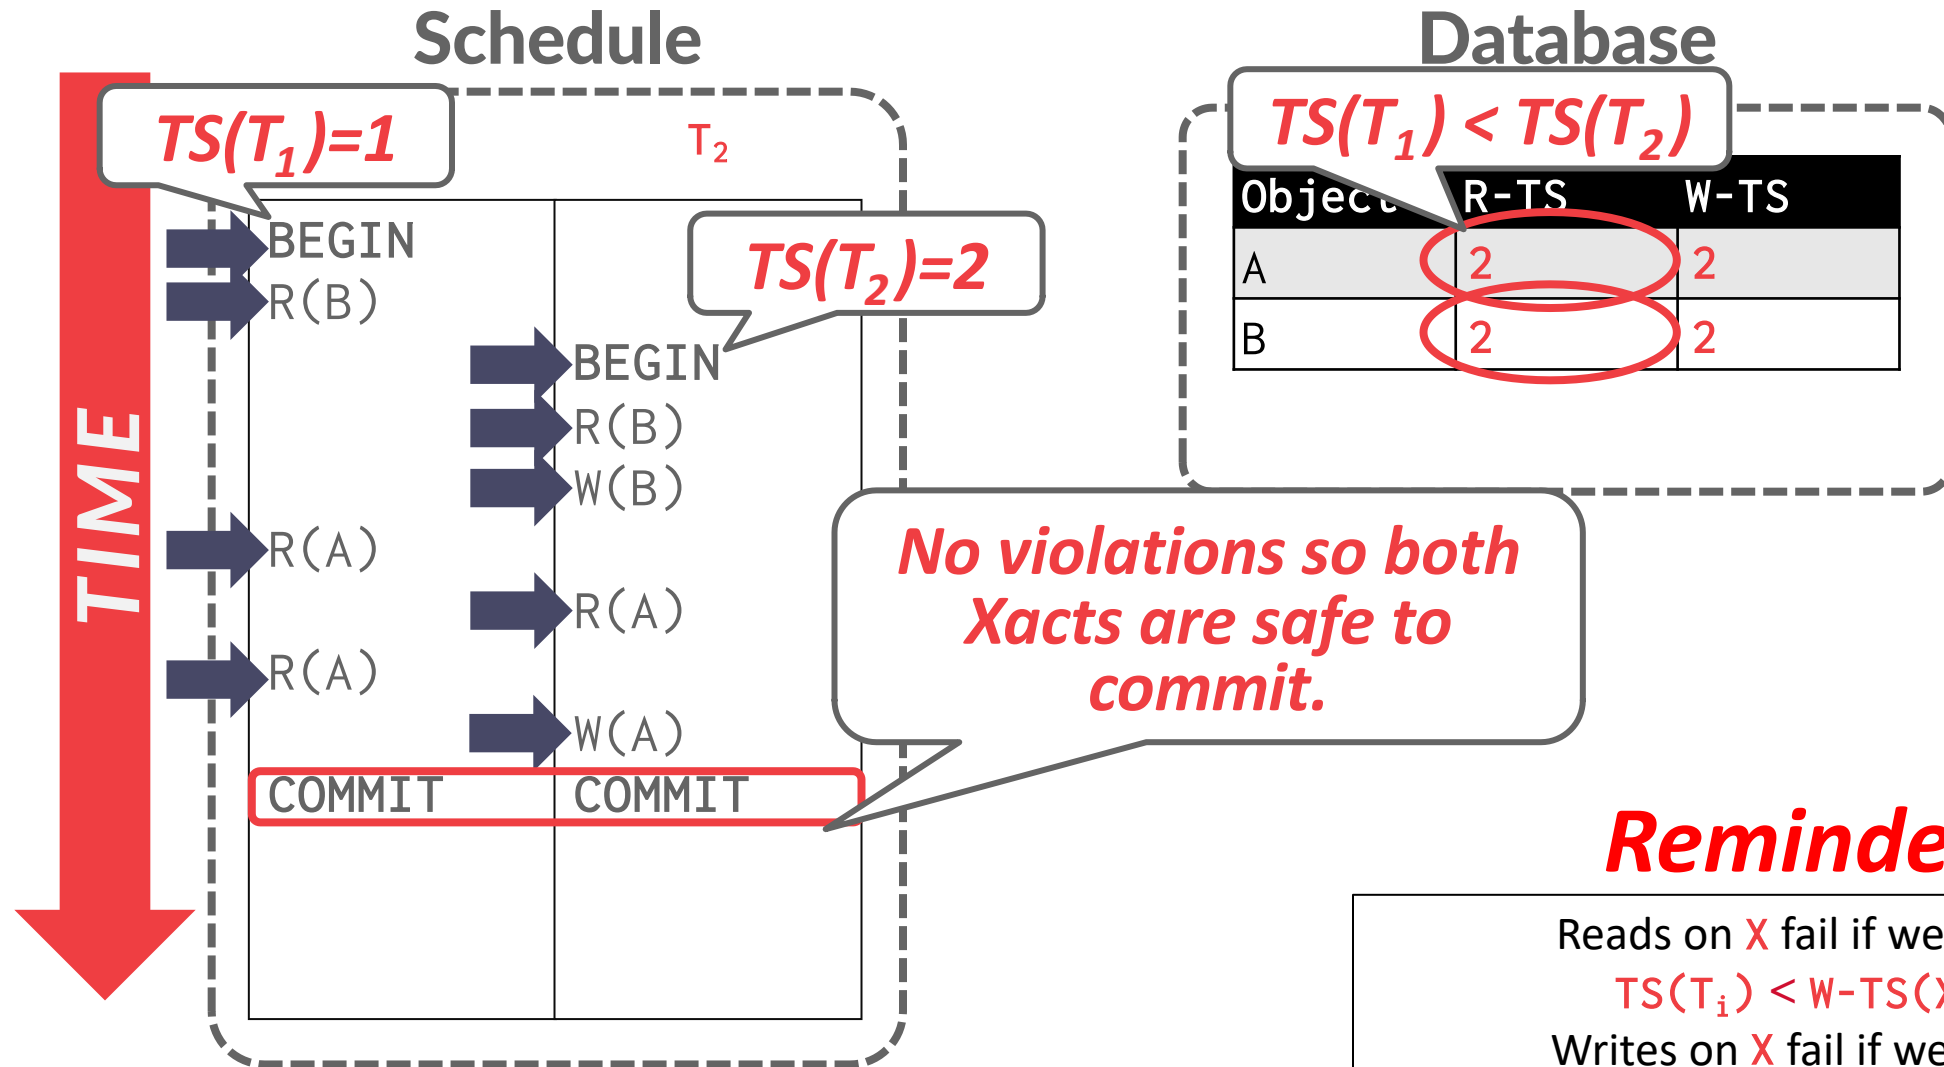 Schedule
Database
TS(T1)=1
T2
TS(T1) < TS(T2)
Object R-TS W-TS
A 2 2
B 2 2
TIME
BEGIN
R(B)
TS(T2)=2
BEGIN
R(B)
W(B)
R(A)
R(A)
R(A)
W(A)
COMMIT COMMIT
No violations so both
Xacts are safe to
commit.
Reminde
Reads on X fail if we
TS(Ti) < W-TS(X
Writes on X fail if we